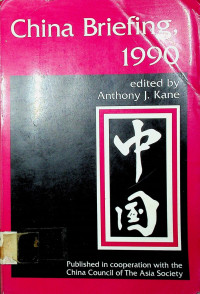 China Briefing,
1990
edited by
Anthony J. Kane
中
国
Published in cooperation with the
China Council of The Asia Society